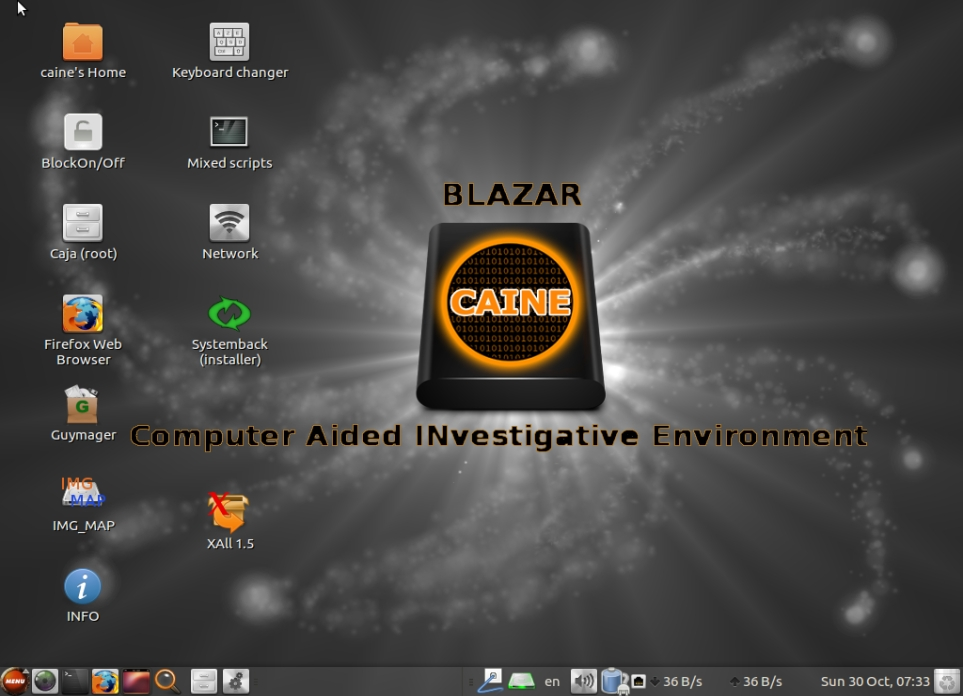 caine's Home
Keyboard changer
BlockOn/Off
Mixed scripts
BLAZAR
Caja (root)
Network
CAINE
Firefox Web
Browser
Systemback
(installer)
Guymager
Computer Aided INvestigative Environment
IMG
MAP
IMG_MAP
XAll 1.5
INFO
MENU
en
36 B/s
36 B/s
Sun 30 Oct, 07:33